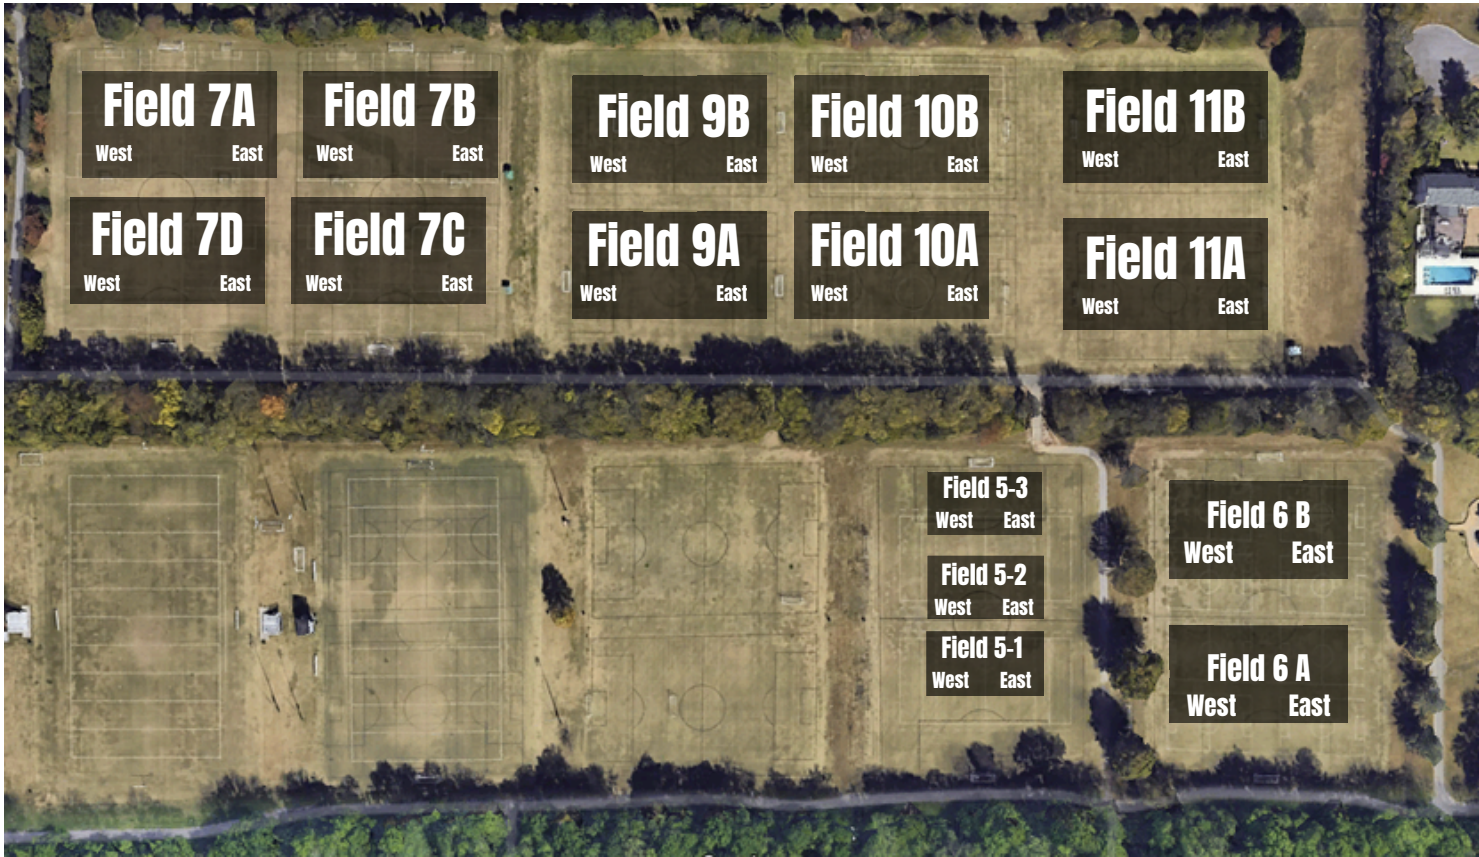 Field 7A
West East
Field 7B
West East
Field 9B
West East
Field 10B
West East
Field 11B
West East
Field 7D
West East
Field 7C
West East
Field 9A
West East
Field 10A
West East
Field 11A
West East
Field 5-3
West East
Field 5-2
West East
Field 5-1
West East
Field 6 B
West East
Field 6 A
West East